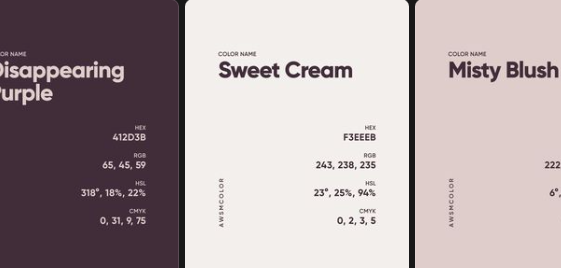 OR NAME
Disappearing
Purple
HEX
412D3B
RGB
65, 45, 59
HSL
318°, 18%, 22%
CMYK
0, 31, 9, 75
COLOR NAME
Sweet Cream
HEX
F3EEEB
RGB
243, 238, 235
HSL
23°, 25%, 94%
CMYK
0, 2, 3, 5
AWSMCOLOR
COLOR NAME
Misty Blush
222
6°,
AWSMCOLOR